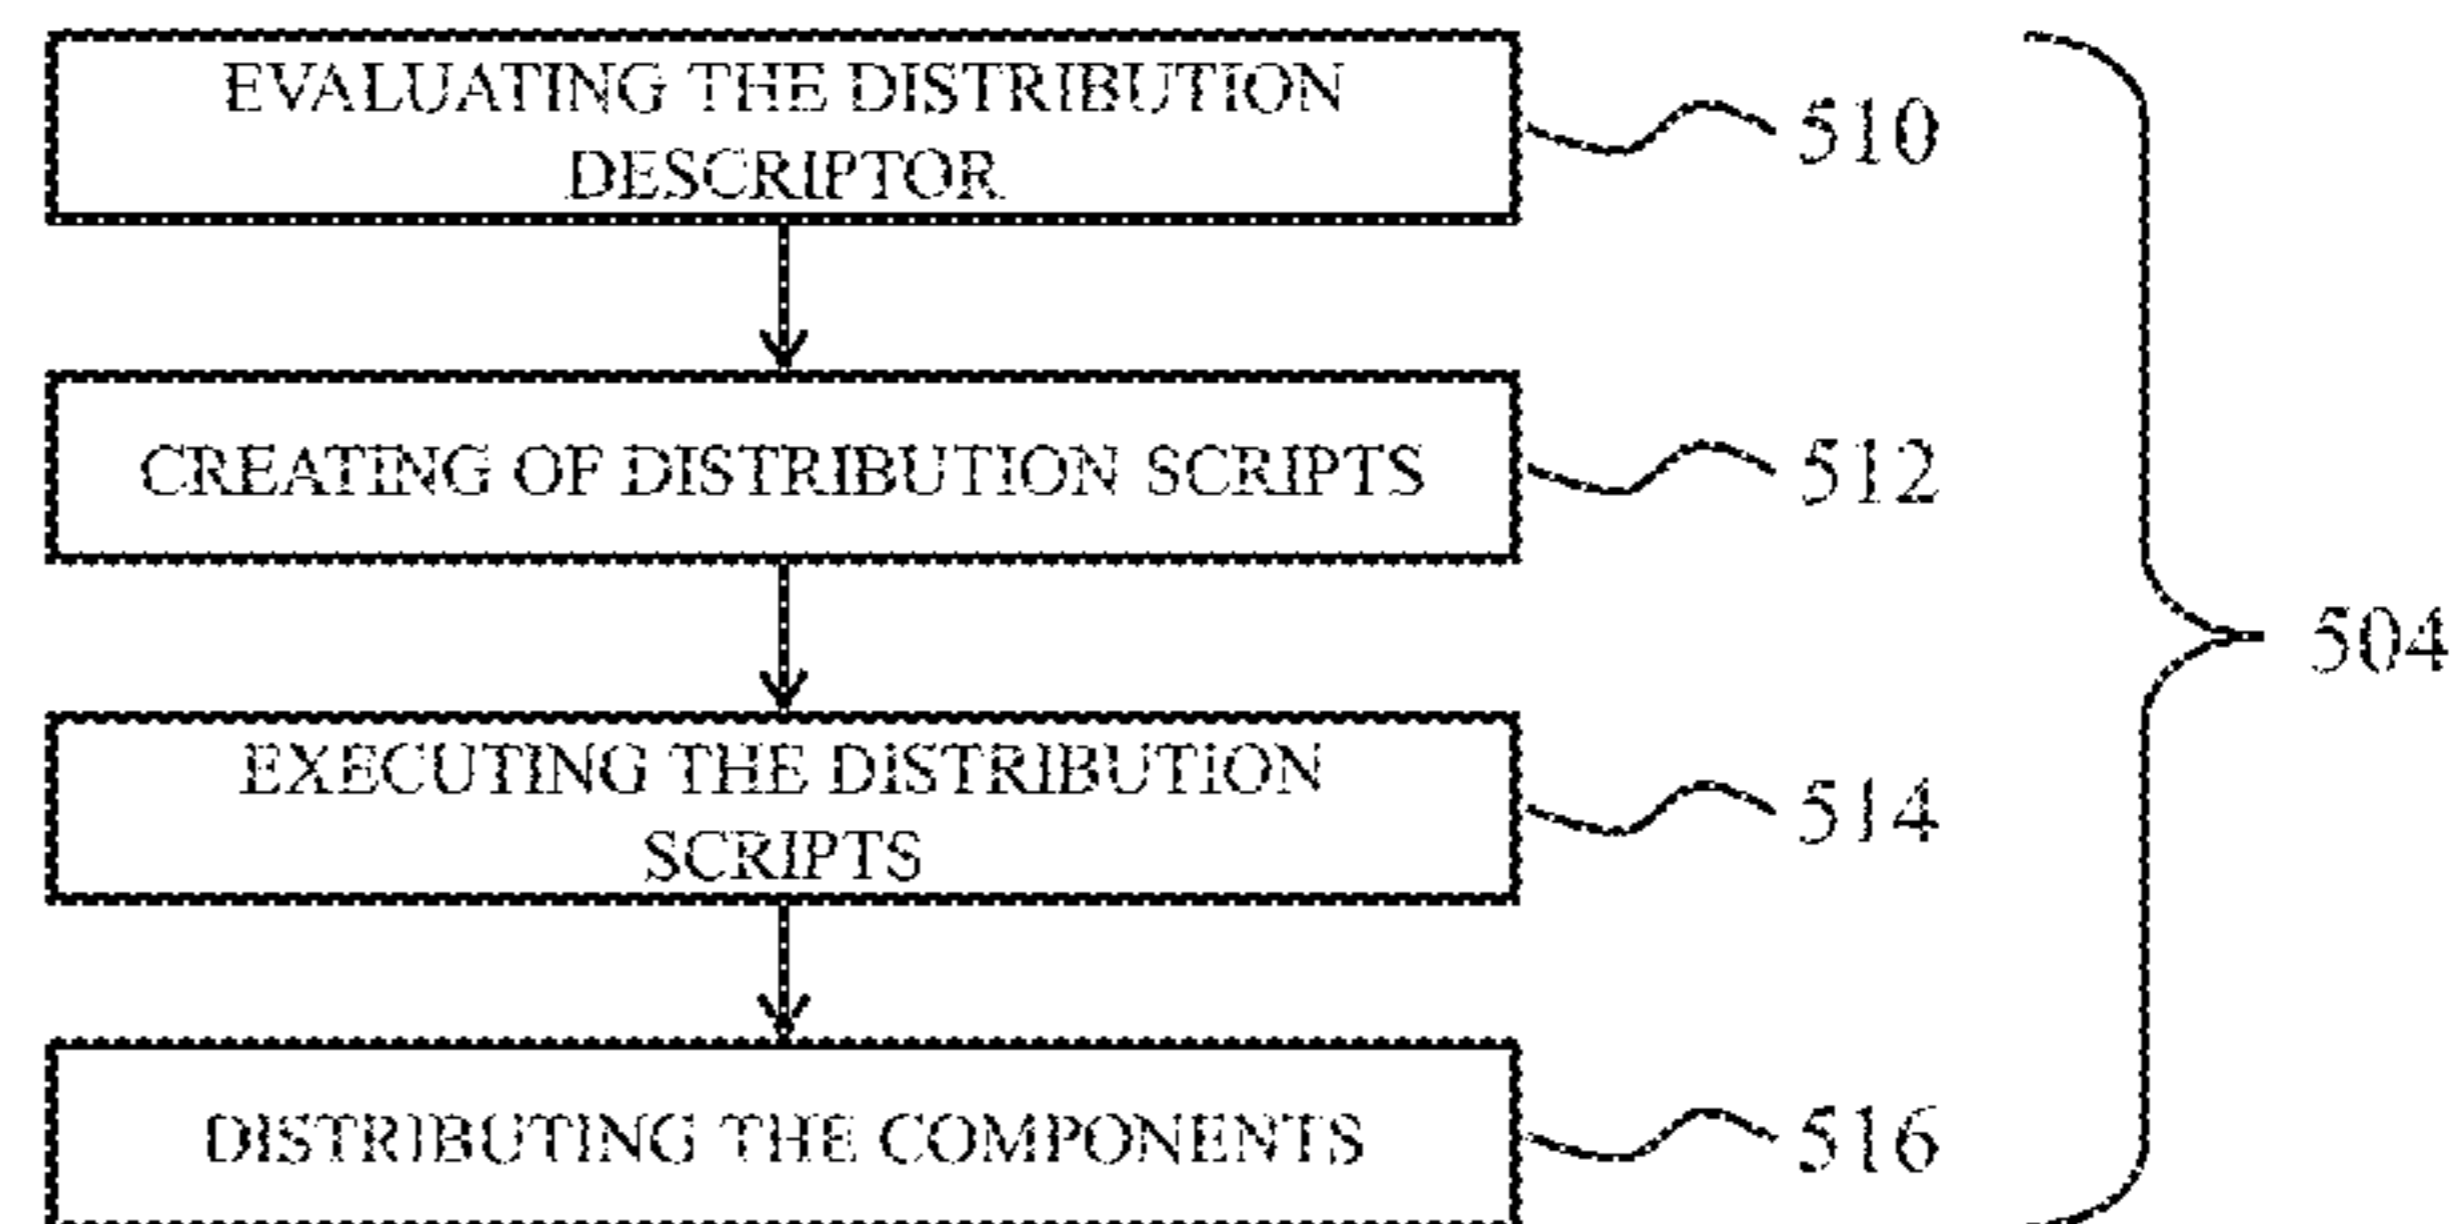 EVALUATING THE DISTRIBUTION
DESCRIPTOR
510
CREATING OF DISTRIBUTION SCRIPTS
512
504
EXECUTING THE DISTRIBUTION
SCRIPTS
514
DISTRIBUTING THE COMPONENTS
516